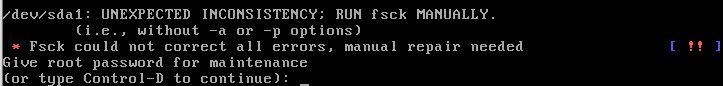 /dev/sda1: UNEXPECTED INCONSISTENCY; RUN fsck MANUALLY.
(i.e., without -a or -p options)
* Fsck could not correct all errors, manual repair needed [ !! ]
Give root password for maintenance
(or type Control-D to continue): _